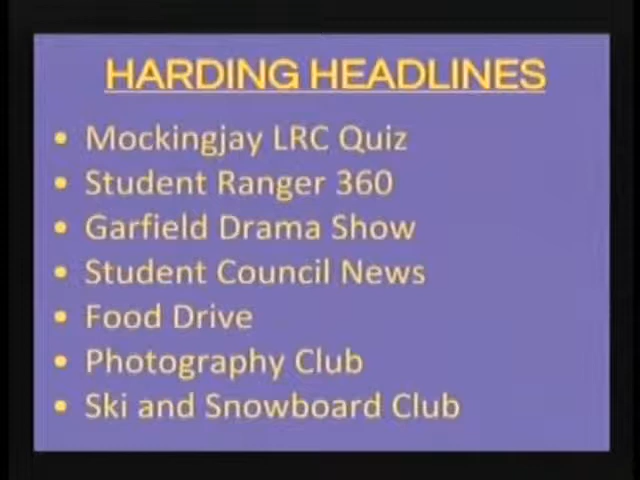 HARDING HEADLINES
• Mockingjay LRC Quiz
• Student Ranger 360
• Garfield Drama Show
• Student Council News
• Food Drive
• Photography Club
• Ski and Snowboard Club